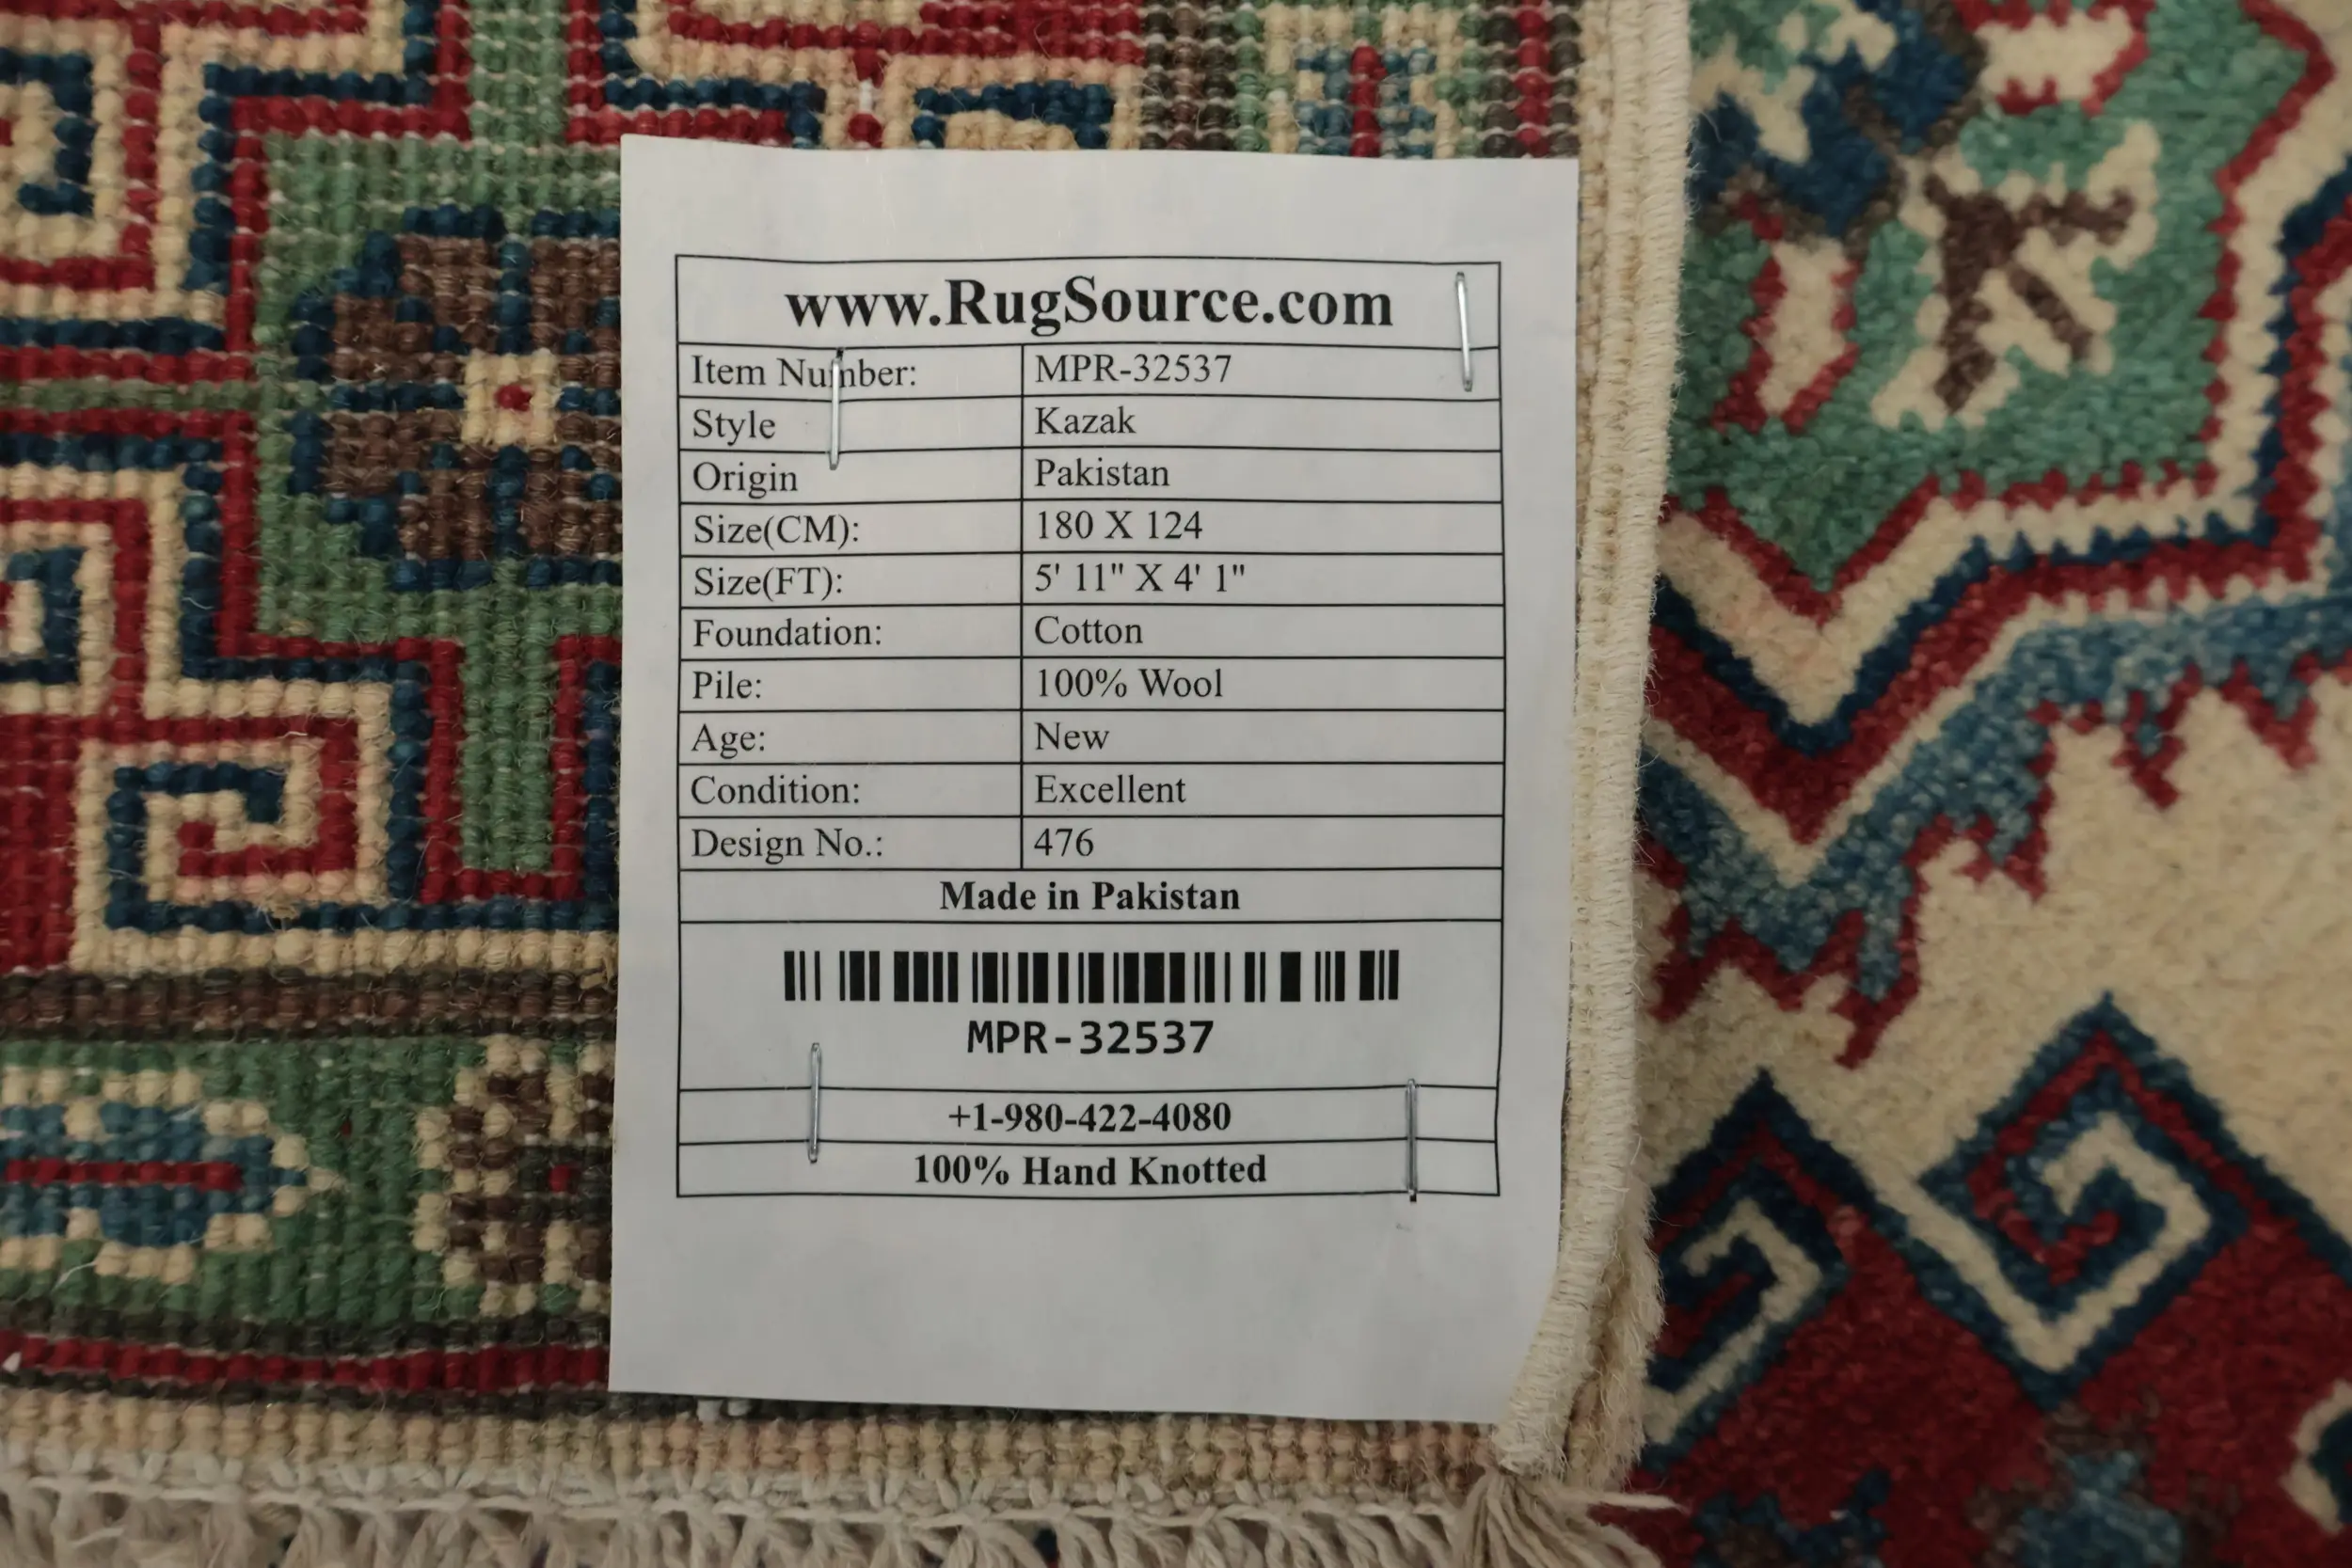 www.RugSource.com
Item Number: MPR-32537
Style Kazak
Origin Pakistan
Size(CM): 180 X 124
Size(FT): 5' 11" X 4' 1"
Foundation: Cotton
Pile: 100% Wool
Age: New
Condition: Excellent
Design No.: 476
Made in Pakistan
MPR-32537
+1-980-422-4080
100% Hand Knotted